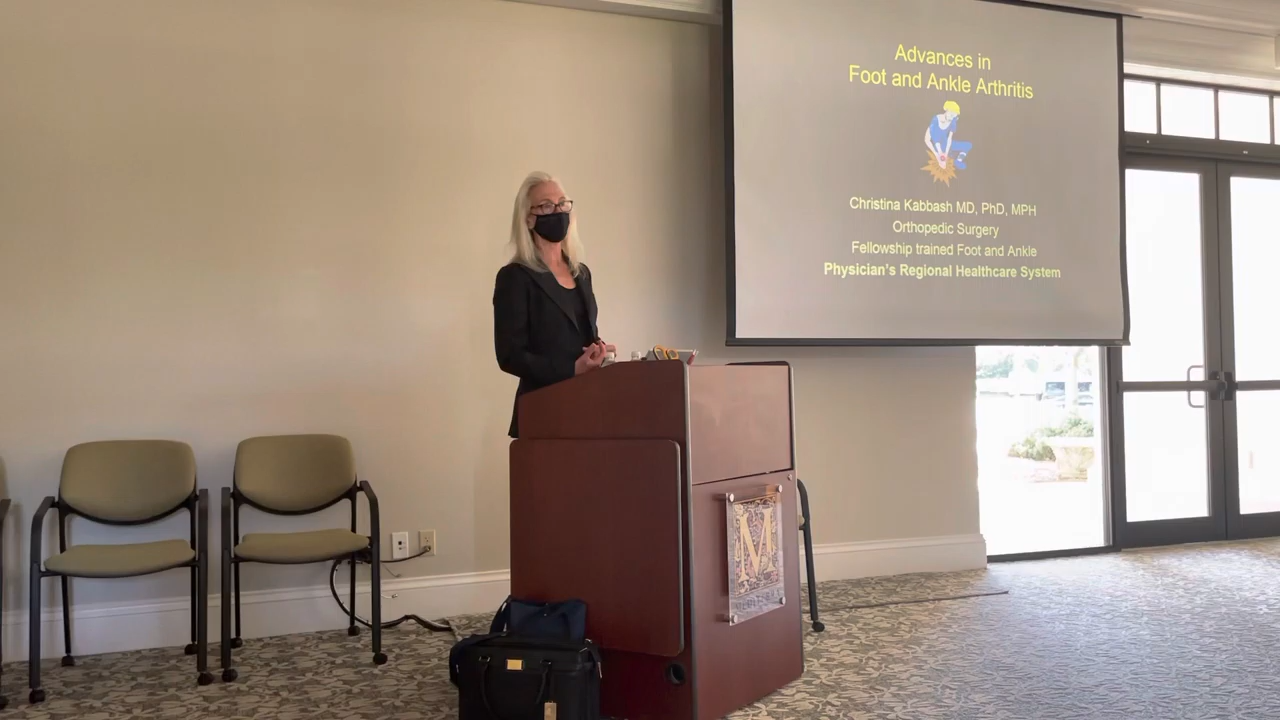 Advances in
Foot and Ankle Arthritis
Christina Kabbash MD, PhD, MPH
Orthopedic Surgery
Fellowship trained Foot and Ankle
Physician's Regional Healthcare System
M